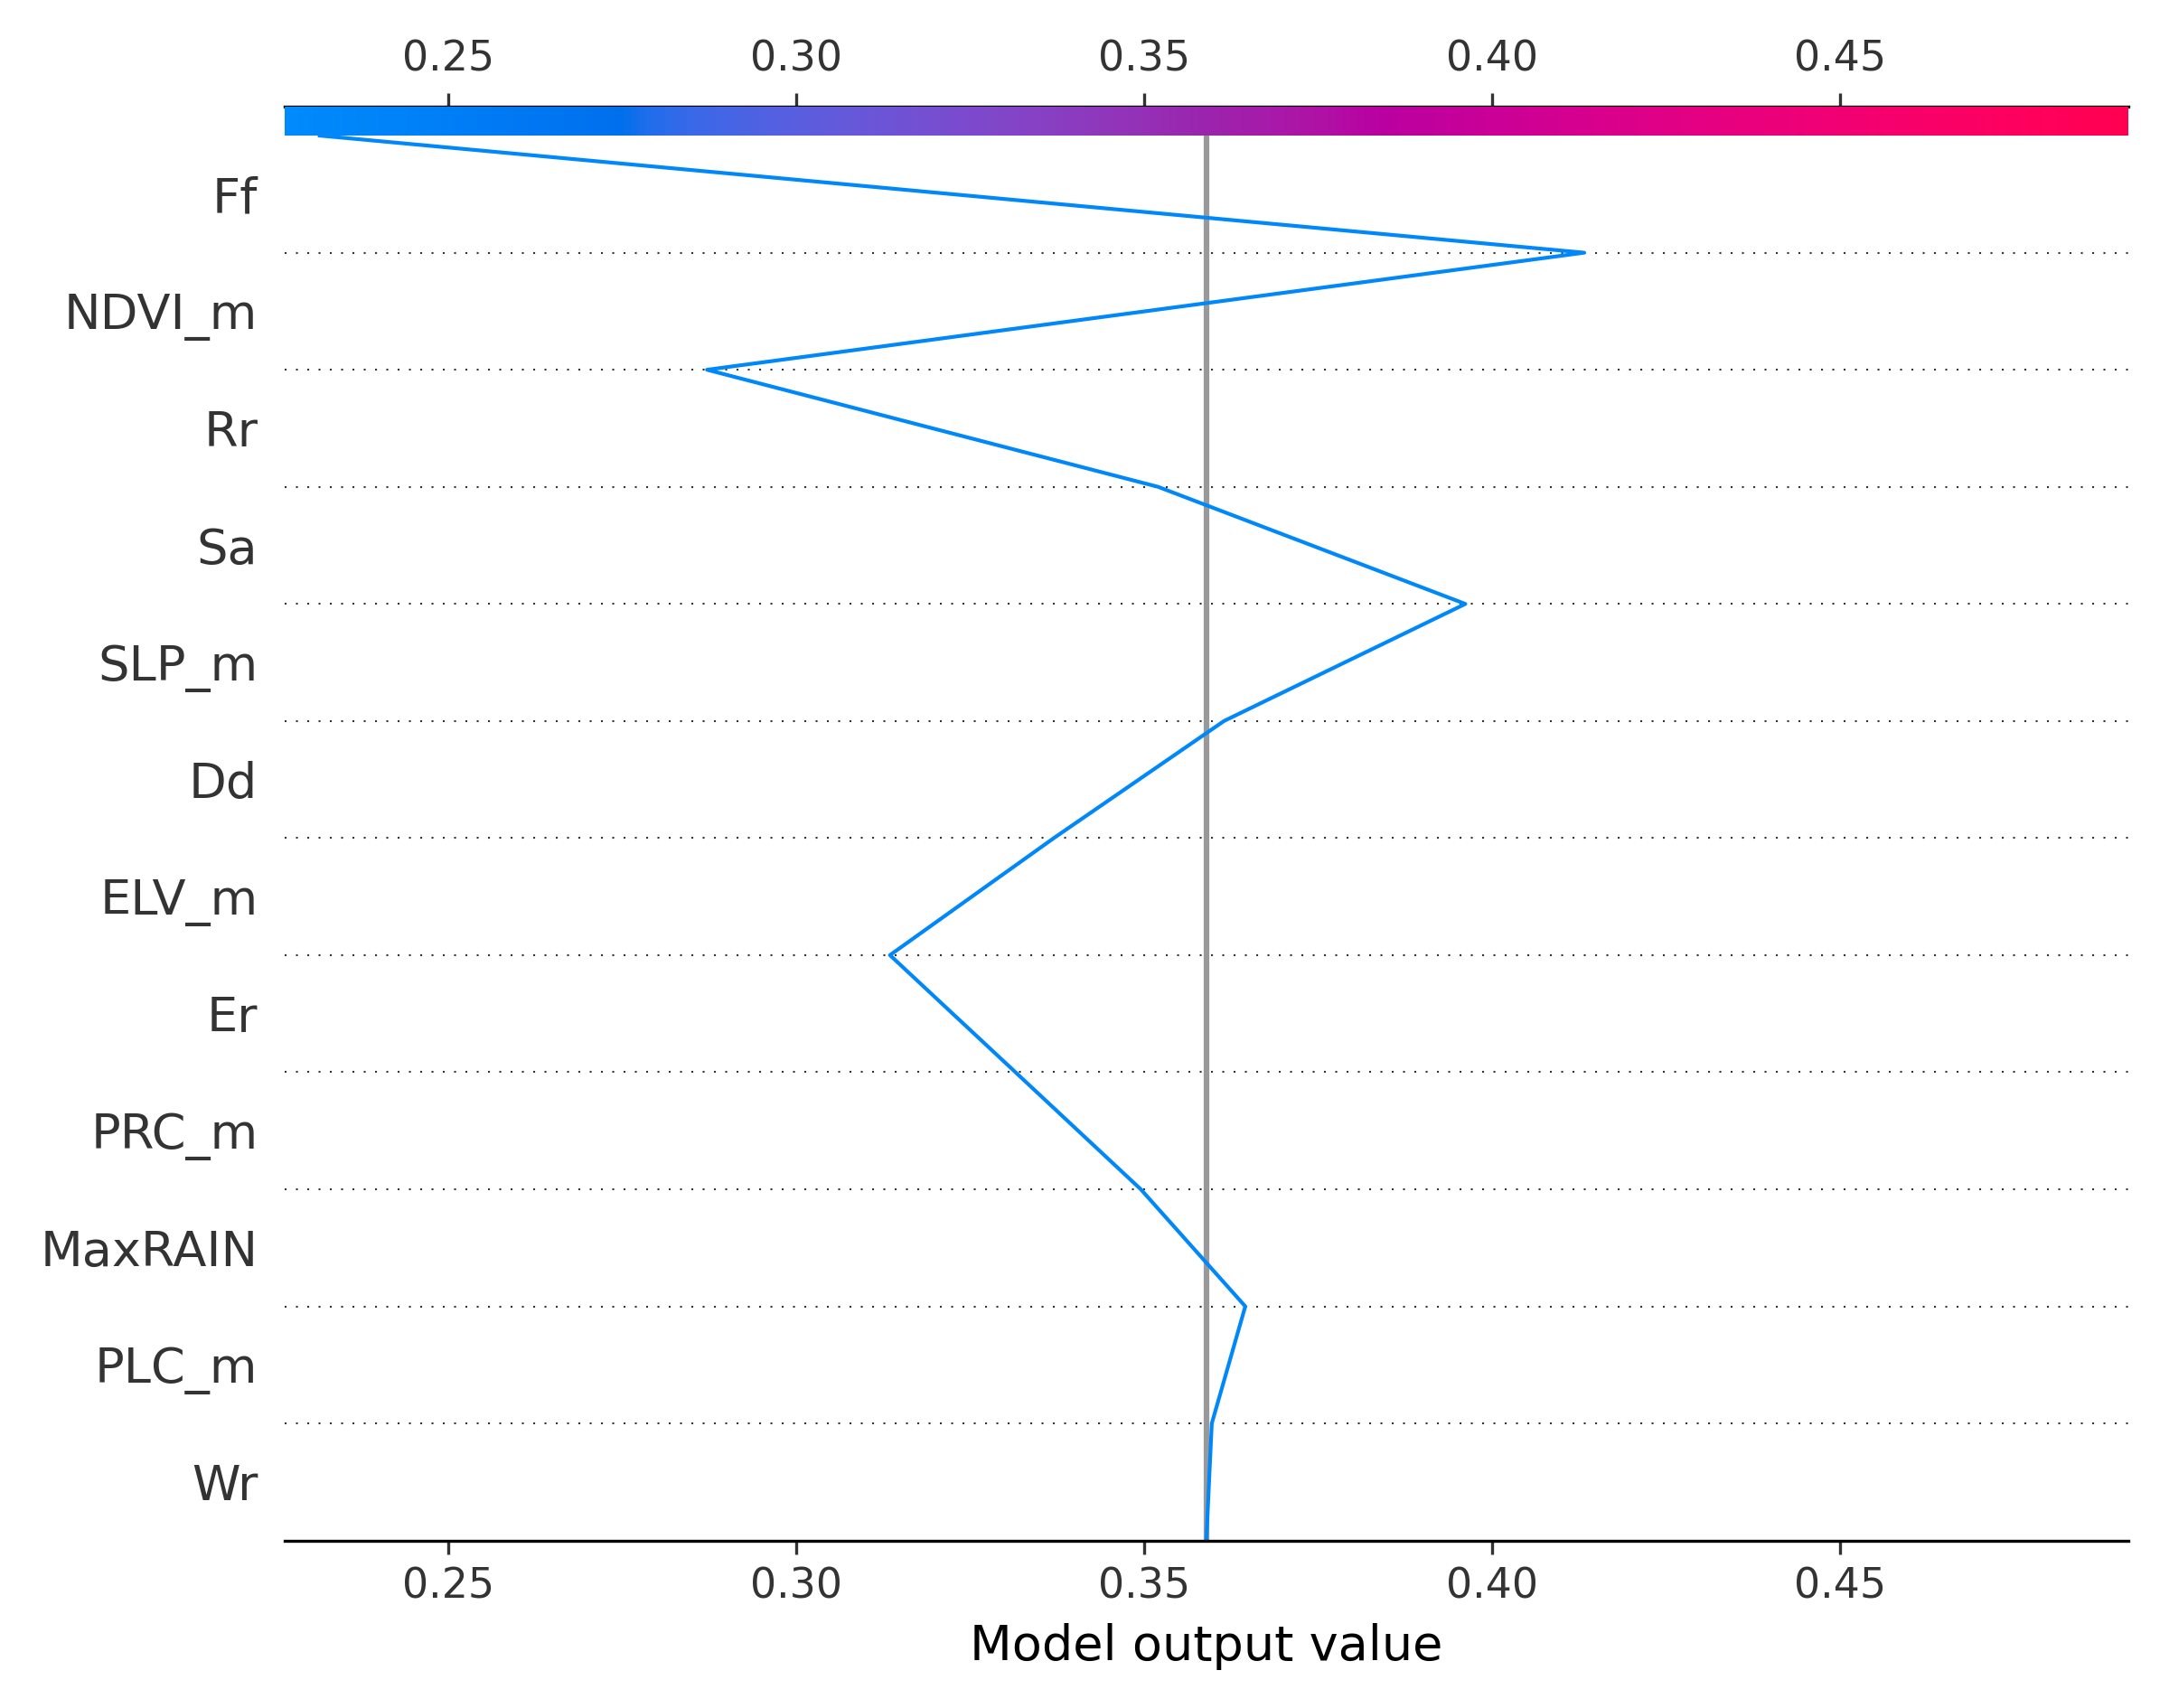 0.25 0.30 0.35 0.40 0.45
Ff
NDVI_m
Rr
Sa
SLP_m
Dd
ELV_m
Er
PRC_m
MaxRAIN
PLC_m
Wr
0.25 0.30 0.35 0.40 0.45
Model output value